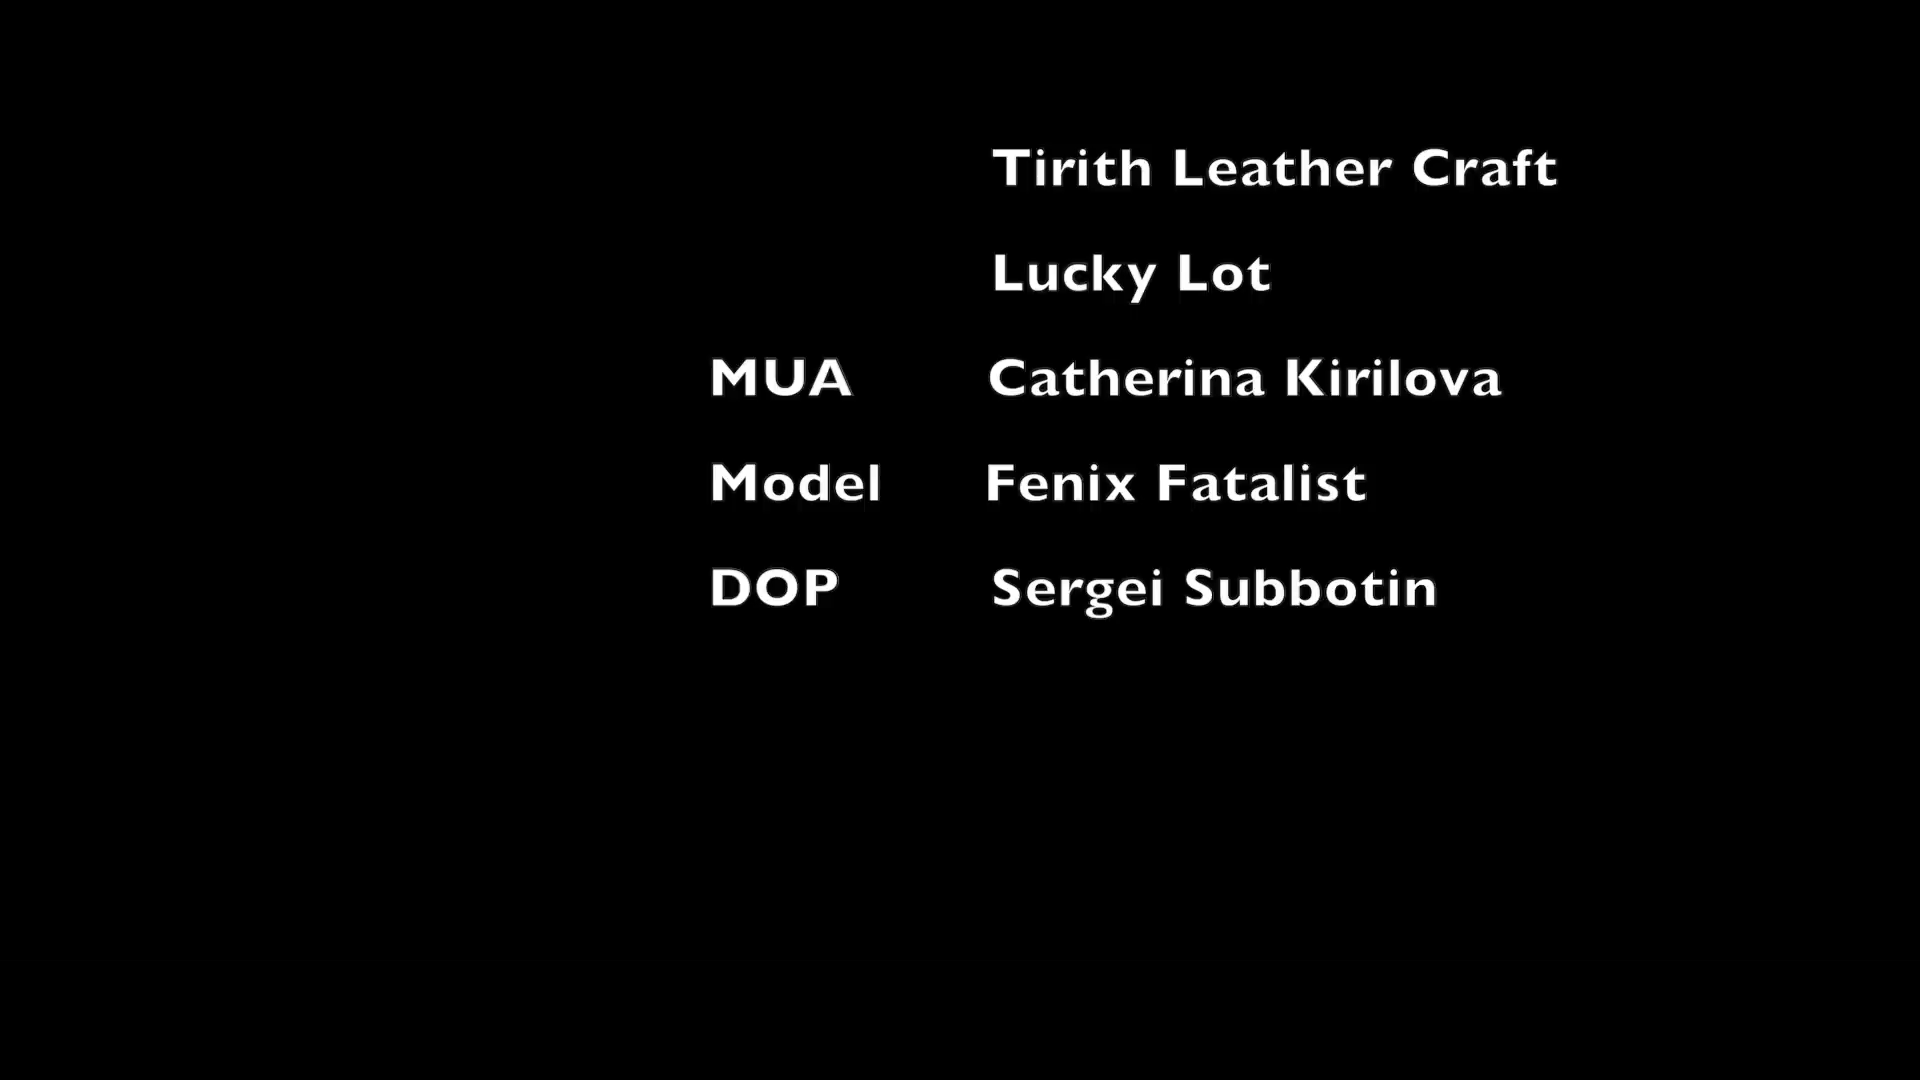 Tirith Leather Craft
Lucky Lot
MUA Catherina Kirilova
Model Fenix Fatalist
DOP Sergei Subbotin